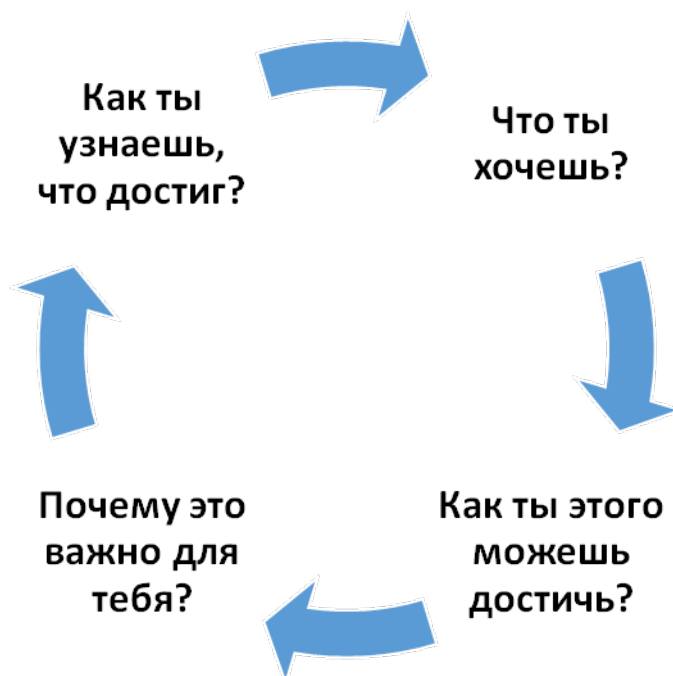 Как ты
узнаешь,
что достиг?
Что ты
хочешь?
Почему это
важно для
тебя?
Как ты этого
можешь
достичь?